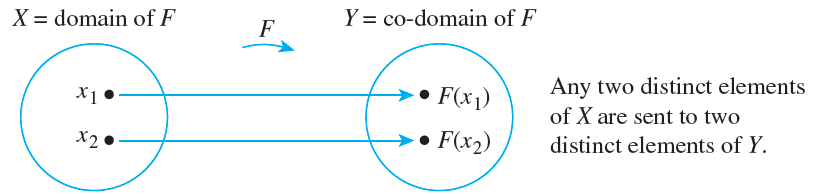 X = domain of F
F
Y = co-domain of F
x₁
F(x₁)
x₂
F(x₂)
Any two distinct elements
of X are sent to two
distinct elements of Y.